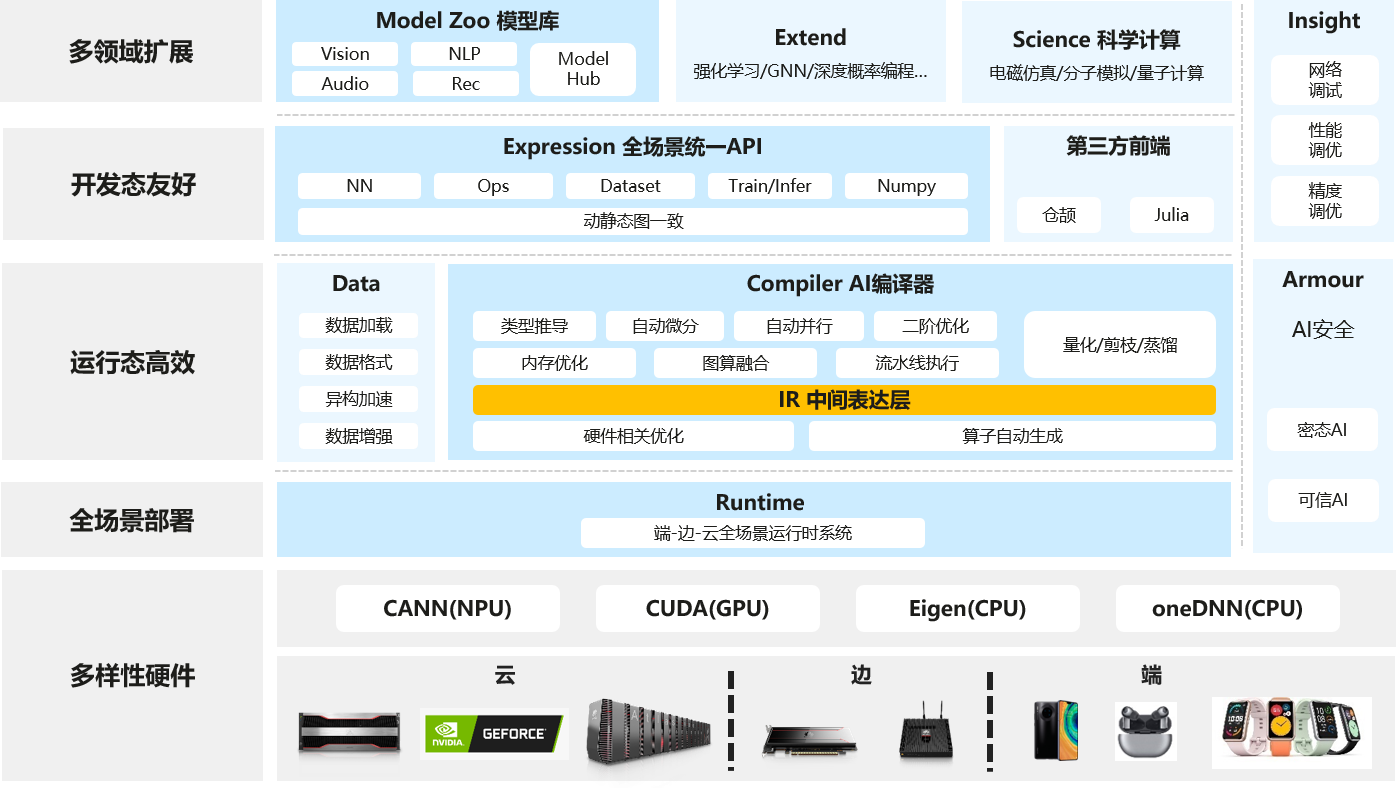 多领域扩展
Model Zoo 模型库
Vision
NLP
Audio
Rec
Model
Hub
Extend
强化学习/GNN/深度概率编程...
Science 科学计算
电磁仿真/分子模拟/量子计算
Insight
网络
调试
性能
调优
精度
调优
开发态友好
Expression 全场景统一API
NN
Ops
Dataset
Train/Infer
Numpy
动静态图一致
第三方前端
仓颉
Julia
运行态高效
Data
数据加载
数据格式
异构加速
数据增强
Compiler AI编译器
类型推导
自动微分
自动并行
二阶优化
内存优化
图算融合
流水线执行
量化/剪枝/蒸馏
IR 中间表达层
硬件相关优化
算子自动生成
Armour
AI安全
密态AI
可信AI
全场景部署
Runtime
端-边-云全场景运行时系统
多样性硬件
CANN(NPU)
CUDA(GPU)
Eigen(CPU)
oneDNN(CPU)
云
边
端
NVIDIA
GEFORCE